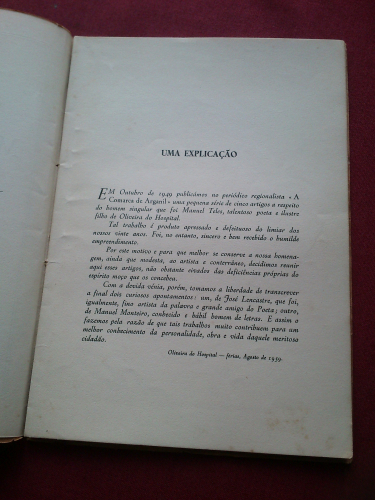 UMA EXPLICAÇÃO
EM Outubro de 1949 publicámos no periódico regionalista «A
Comarca de Arganil» uma pequena série de cinco artigos a respeito
do homem singular que foi Manuel Teles, talentoso poeta e ilustre
filho de Oliveira do Hospital.
Tal trabalho é produto apressado e defeituoso do limiar dos
nossos vinte anos. Foi, no entanto, sincero e bem recebido o humilde
empreendimento.
Por este motivo e para que melhor se conserve a nossa homena-
gem, ainda que modesta, ao artista e conterrâneo, decidimos reunir
aqui esses artigos, não obstante eivados das deficiências próprias do
espírito moço que os concebeu.
Com a devida vénia, porém, tomamos a liberdade de transcrever
a final dois curiosos apontamentos: um, de José Lencastre, que foi,
igualmente, fino artista da palavra e grande amigo do Poeta; outro,
de Manuel Monteiro, conhecido e hábil homem de letras. E assim o
fazemos pela razão de que tais trabalhos muito contribuem para um
melhor conhecimento da personalidade, obra e vida daquele meritoso
cidadão.
Oliveira do Hospital — férias, Agosto de 1959.